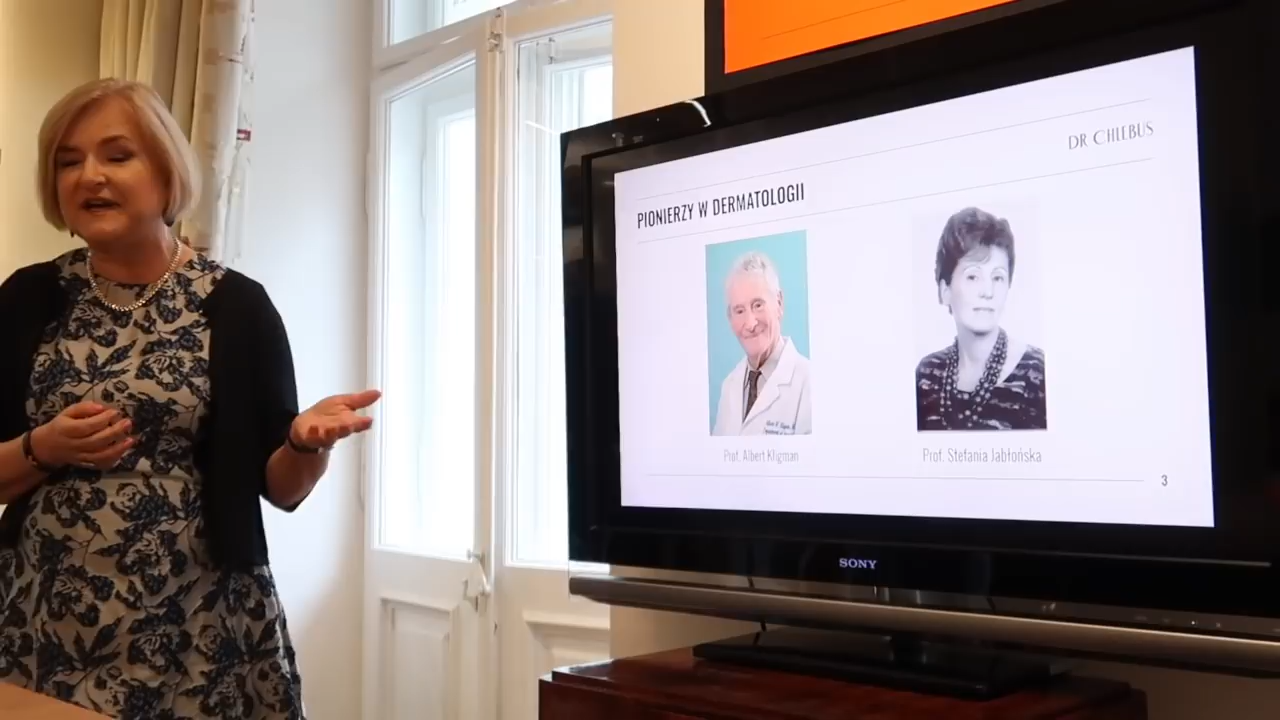 DR CHLEBUS
PIONIERZY W DERMATOLOGII
Prof. Albert Kligman
Prof. Stefania Jabłońska
3
SONY